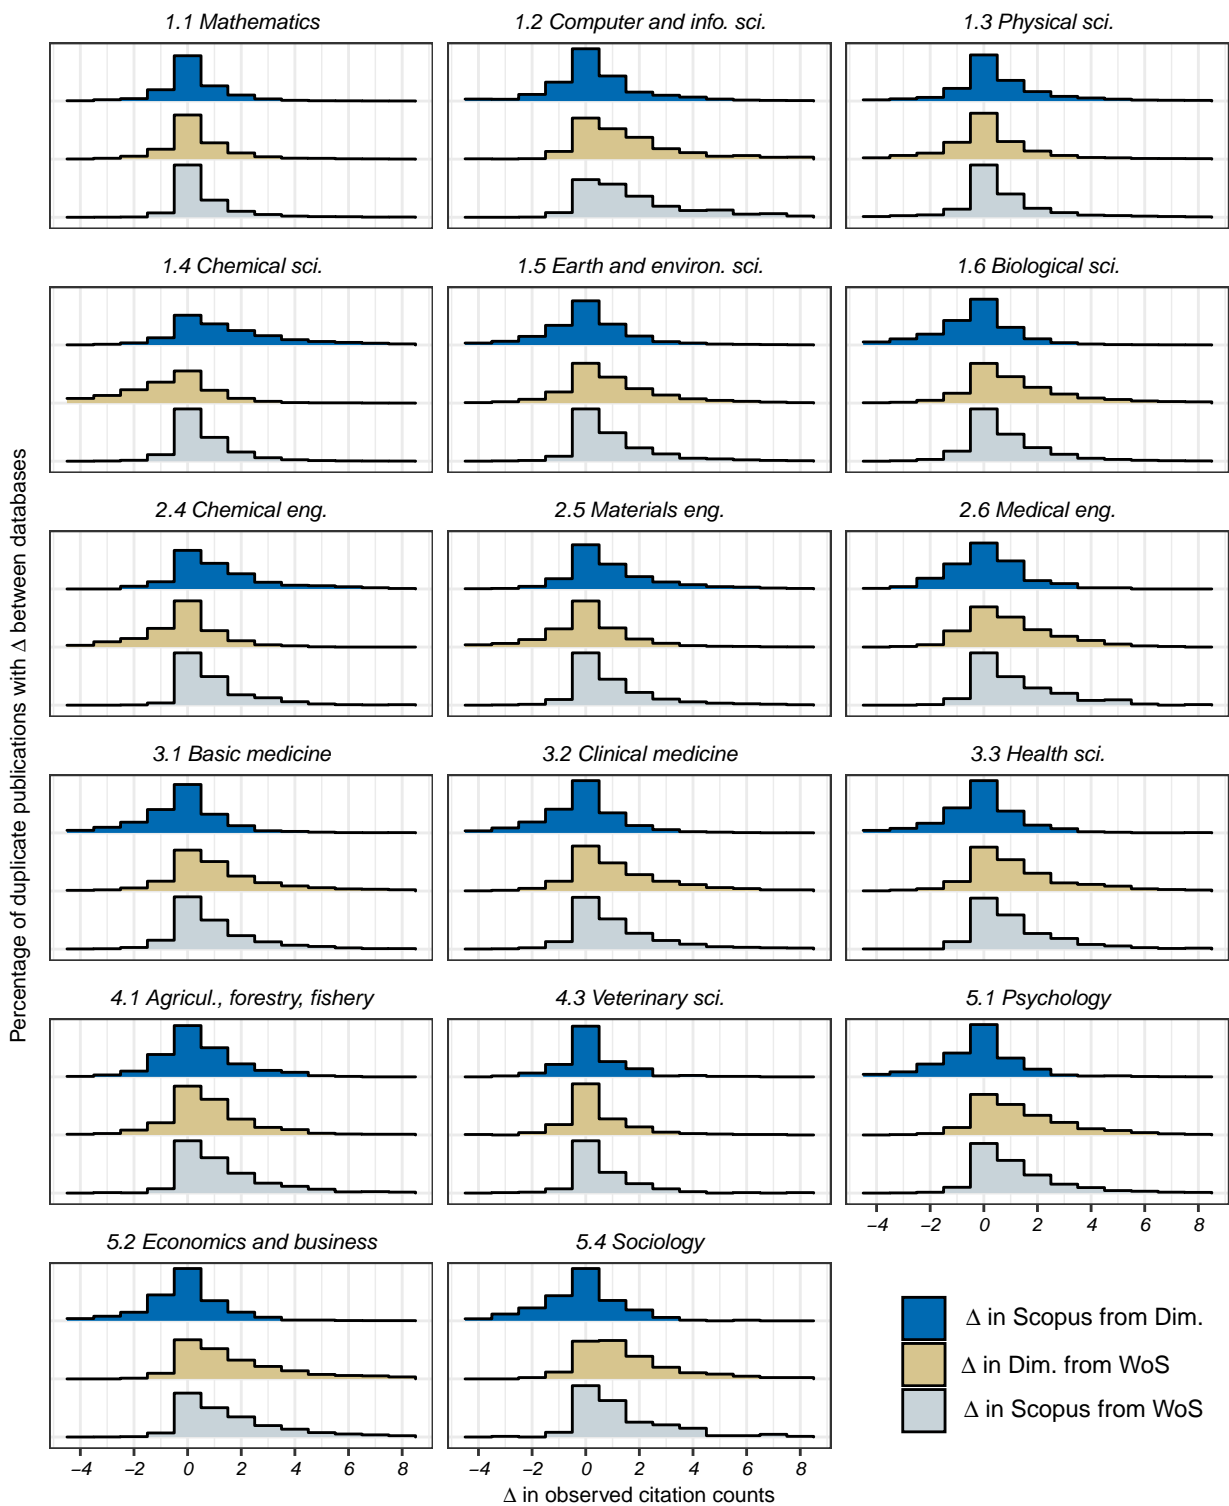 1.1 Mathematics
1.2 Computer and info. sci.
1.3 Physical sci.
1.4 Chemical sci.
1.5 Earth and environ. sci.
1.6 Biological sci.
2.4 Chemical eng.
2.5 Materials eng.
2.6 Medical eng.
3.1 Basic medicine
3.2 Clinical medicine
3.3 Health sci.
4.1 Agricul., forestry, fishery
4.3 Veterinary sci.
5.1 Psychology
−4 −2 0 2 4 6 8
5.2 Economics and business
5.4 Sociology
−4 −2 0 2 4 6 8
−4 −2 0 2 4 6 8
Δ in observed citation counts
Percentage of duplicate publications with Δ between databases
Δ in Scopus from Dim.
Δ in Dim. from WoS
Δ in Scopus from WoS